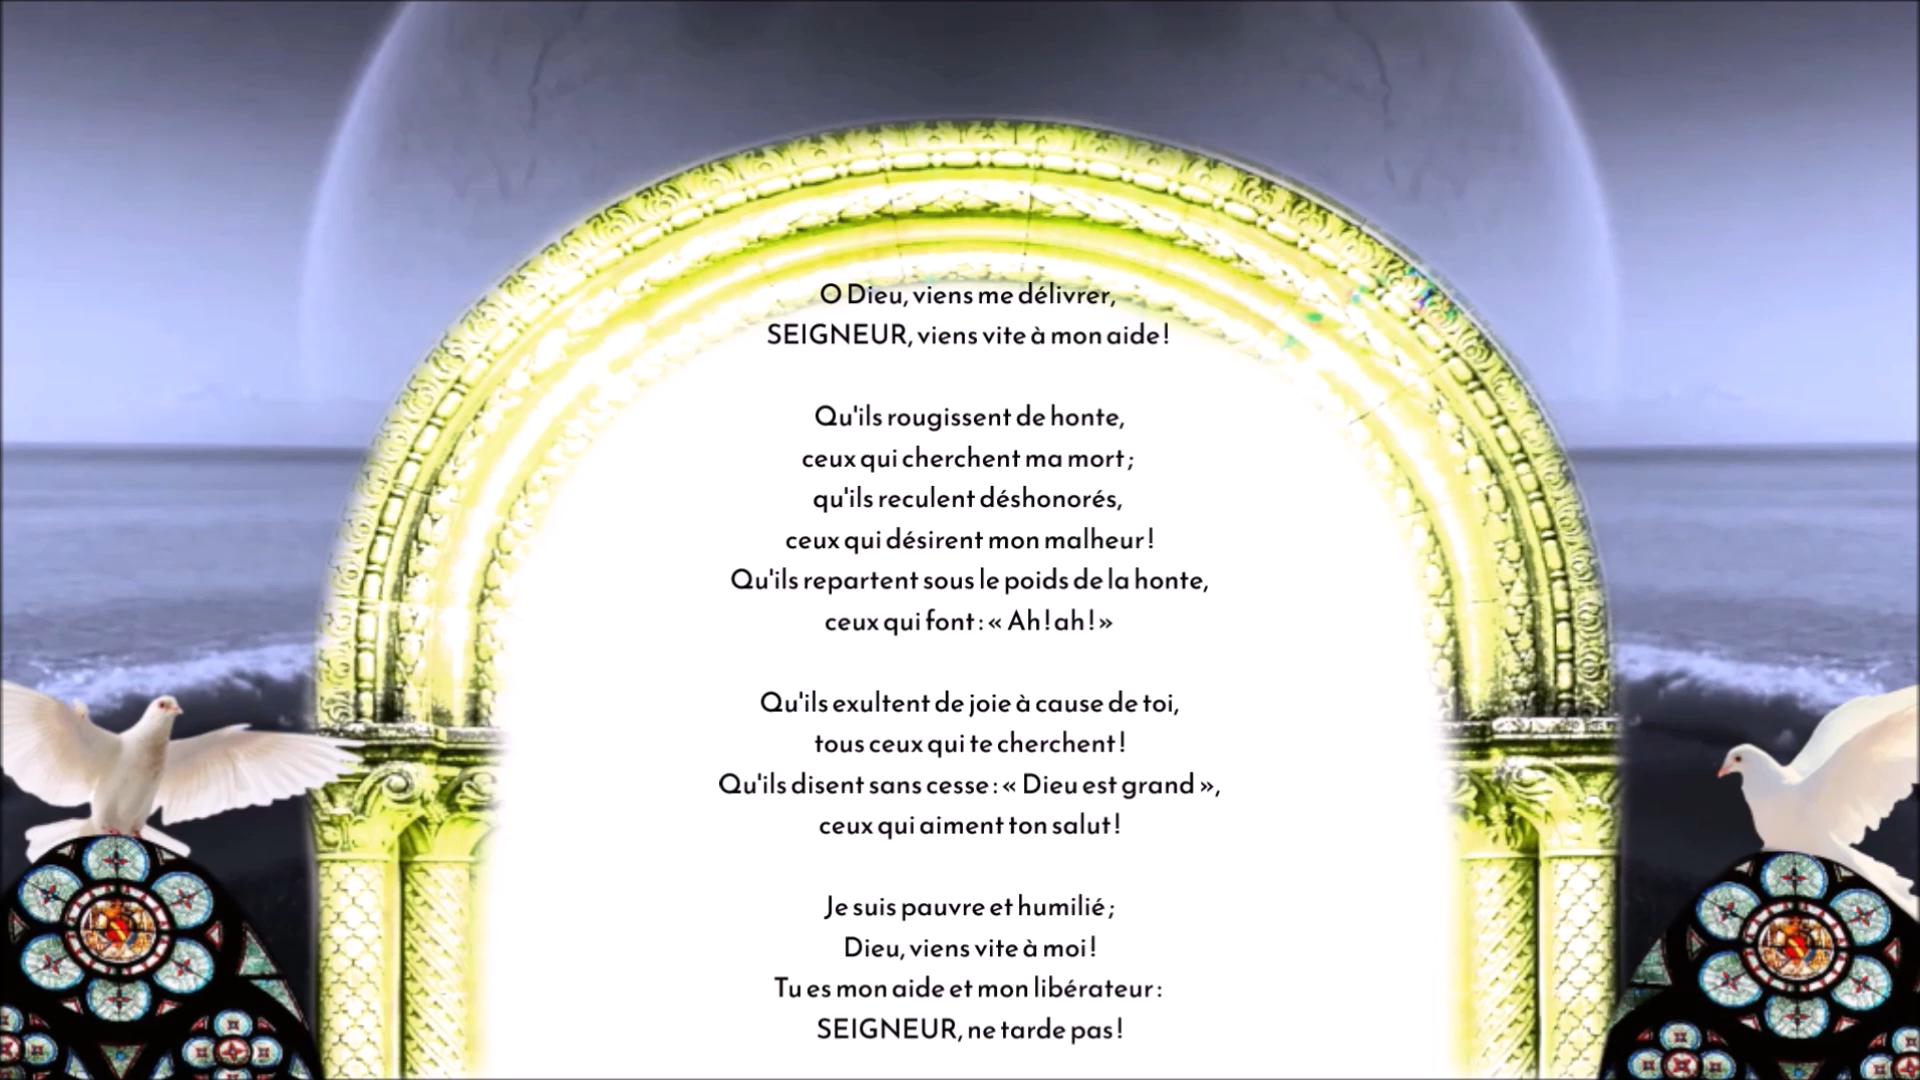 O Dieu, viens me délivrer,
SEIGNEUR, viens vite à mon aide !
Qu'ils rougissent de honte,
ceux qui cherchent ma mort ;
qu'ils reculent déshonorés,
ceux qui désirent mon malheur !
Qu'ils repartent sous le poids de la honte,
ceux qui font : « Ah ! ah ! »
Qu'ils exultent de joie à cause de toi,
tous ceux qui te cherchent !
Qu'ils disent sans cesse : « Dieu est grand »,
ceux qui aiment ton salut !
Je suis pauvre et humilié ;
Dieu, viens vite à moi !
Tu es mon aide et mon libérateur :
SEIGNEUR, ne tarde pas !